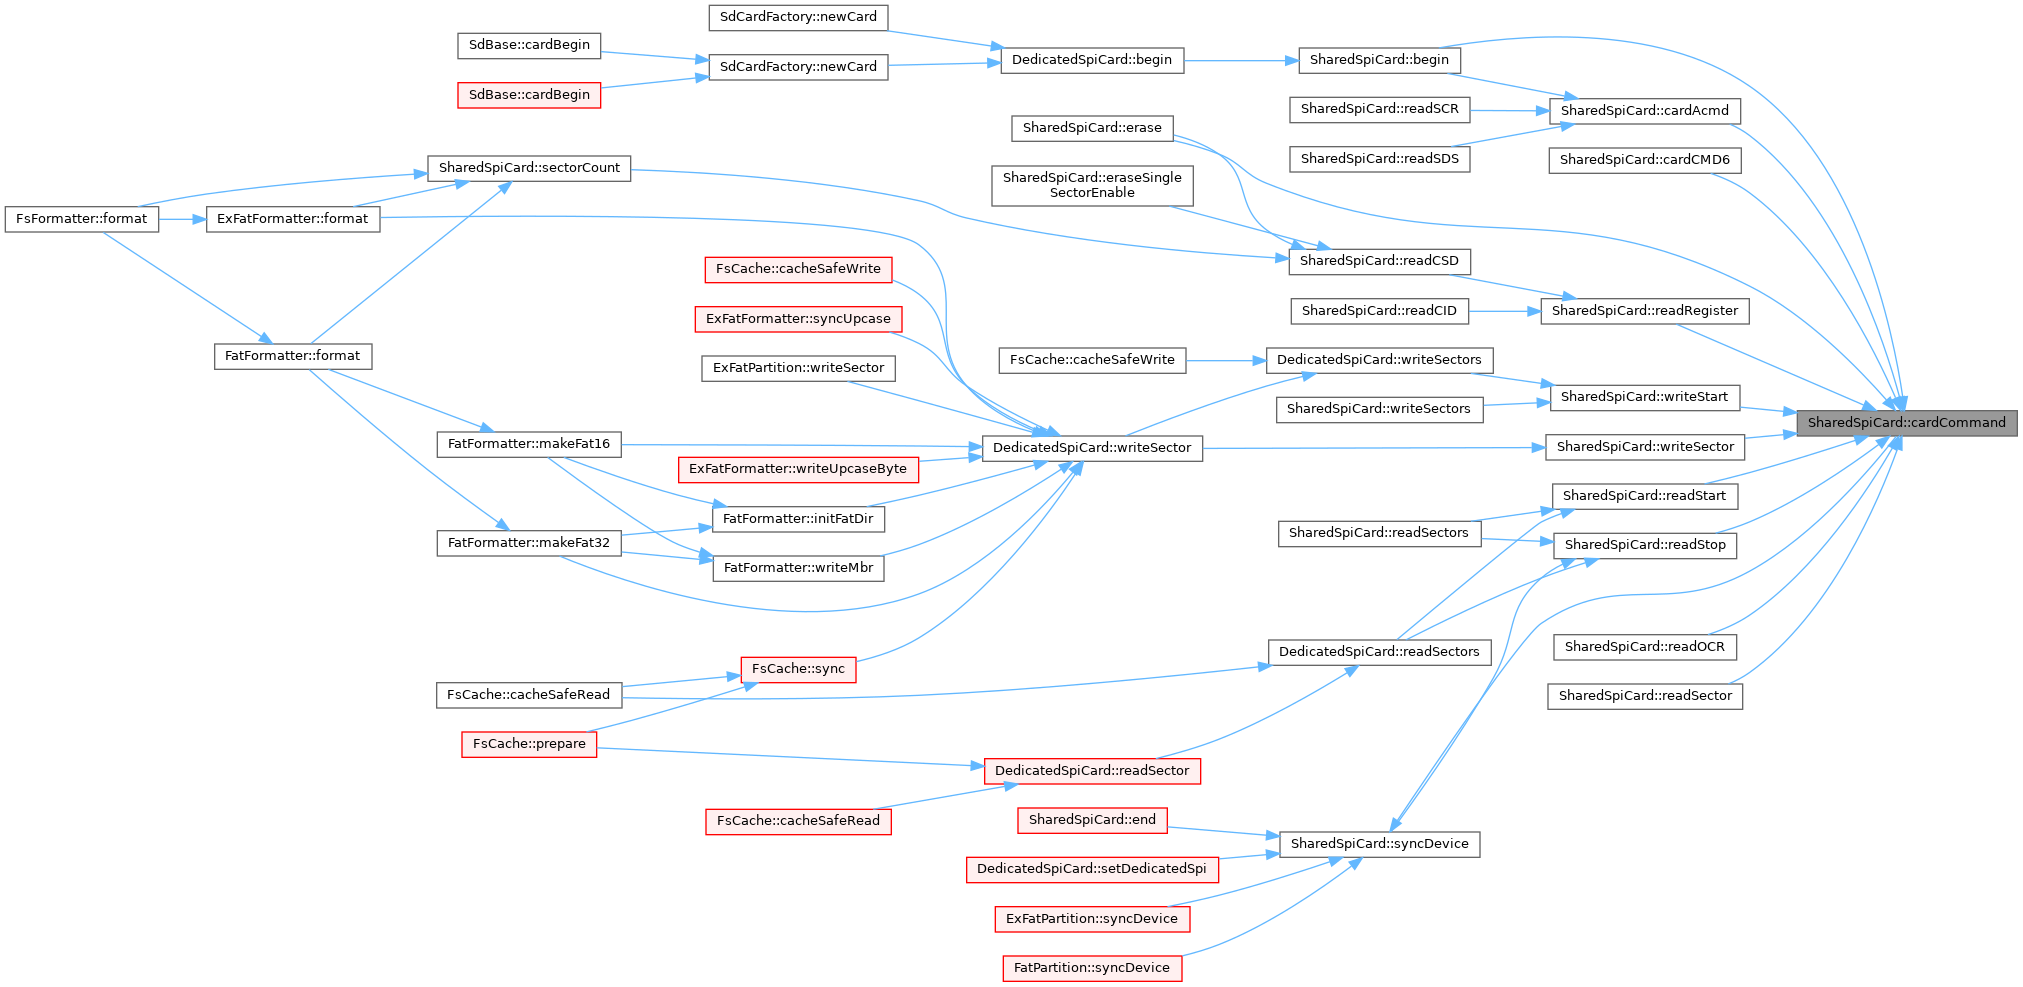 SdCardFactory::newCard
SdBase::cardBegin
SdCardFactory::newCard
DedicatedSpiCard::begin
SharedSpiCard::begin
SdBase::cardBegin
SharedSpiCard::readSCR
SharedSpiCard::cardAcmd
SharedSpiCard::erase
SharedSpiCard::readSDS
SharedSpiCard::cardCMD6
SharedSpiCard::sectorCount
SharedSpiCard::eraseSingle
SectorEnable
FsFormatter::format
ExFatFormatter::format
SharedSpiCard::readCSD
FsCache::cacheSafeWrite
SharedSpiCard::readCID
SharedSpiCard::readRegister
ExFatFormatter::syncUpcase
FatFormatter::format
ExFatPartition::writeSector
FsCache::cacheSafeWrite
DedicatedSpiCard::writeSectors
SharedSpiCard::writeStart
SharedSpiCard::writeSectors
SharedSpiCard::cardCommand
FatFormatter::makeFat16
DedicatedSpiCard::writeSector
SharedSpiCard::writeSector
ExFatFormatter::writeUpcaseByte
SharedSpiCard::readStart
FatFormatter::initFatDir
SharedSpiCard::readSectors
FatFormatter::makeFat32
SharedSpiCard::readStop
FatFormatter::writeMbr
DedicatedSpiCard::readSectors
SharedSpiCard::readOCR
FsCache::sync
FsCache::cacheSafeRead
SharedSpiCard::readSector
FsCache::prepare
DedicatedSpiCard::readSector
FsCache::cacheSafeRead
SharedSpiCard::end
SharedSpiCard::syncDevice
DedicatedSpiCard::setDedicatedSpi
ExFatPartition::syncDevice
FatPartition::syncDevice